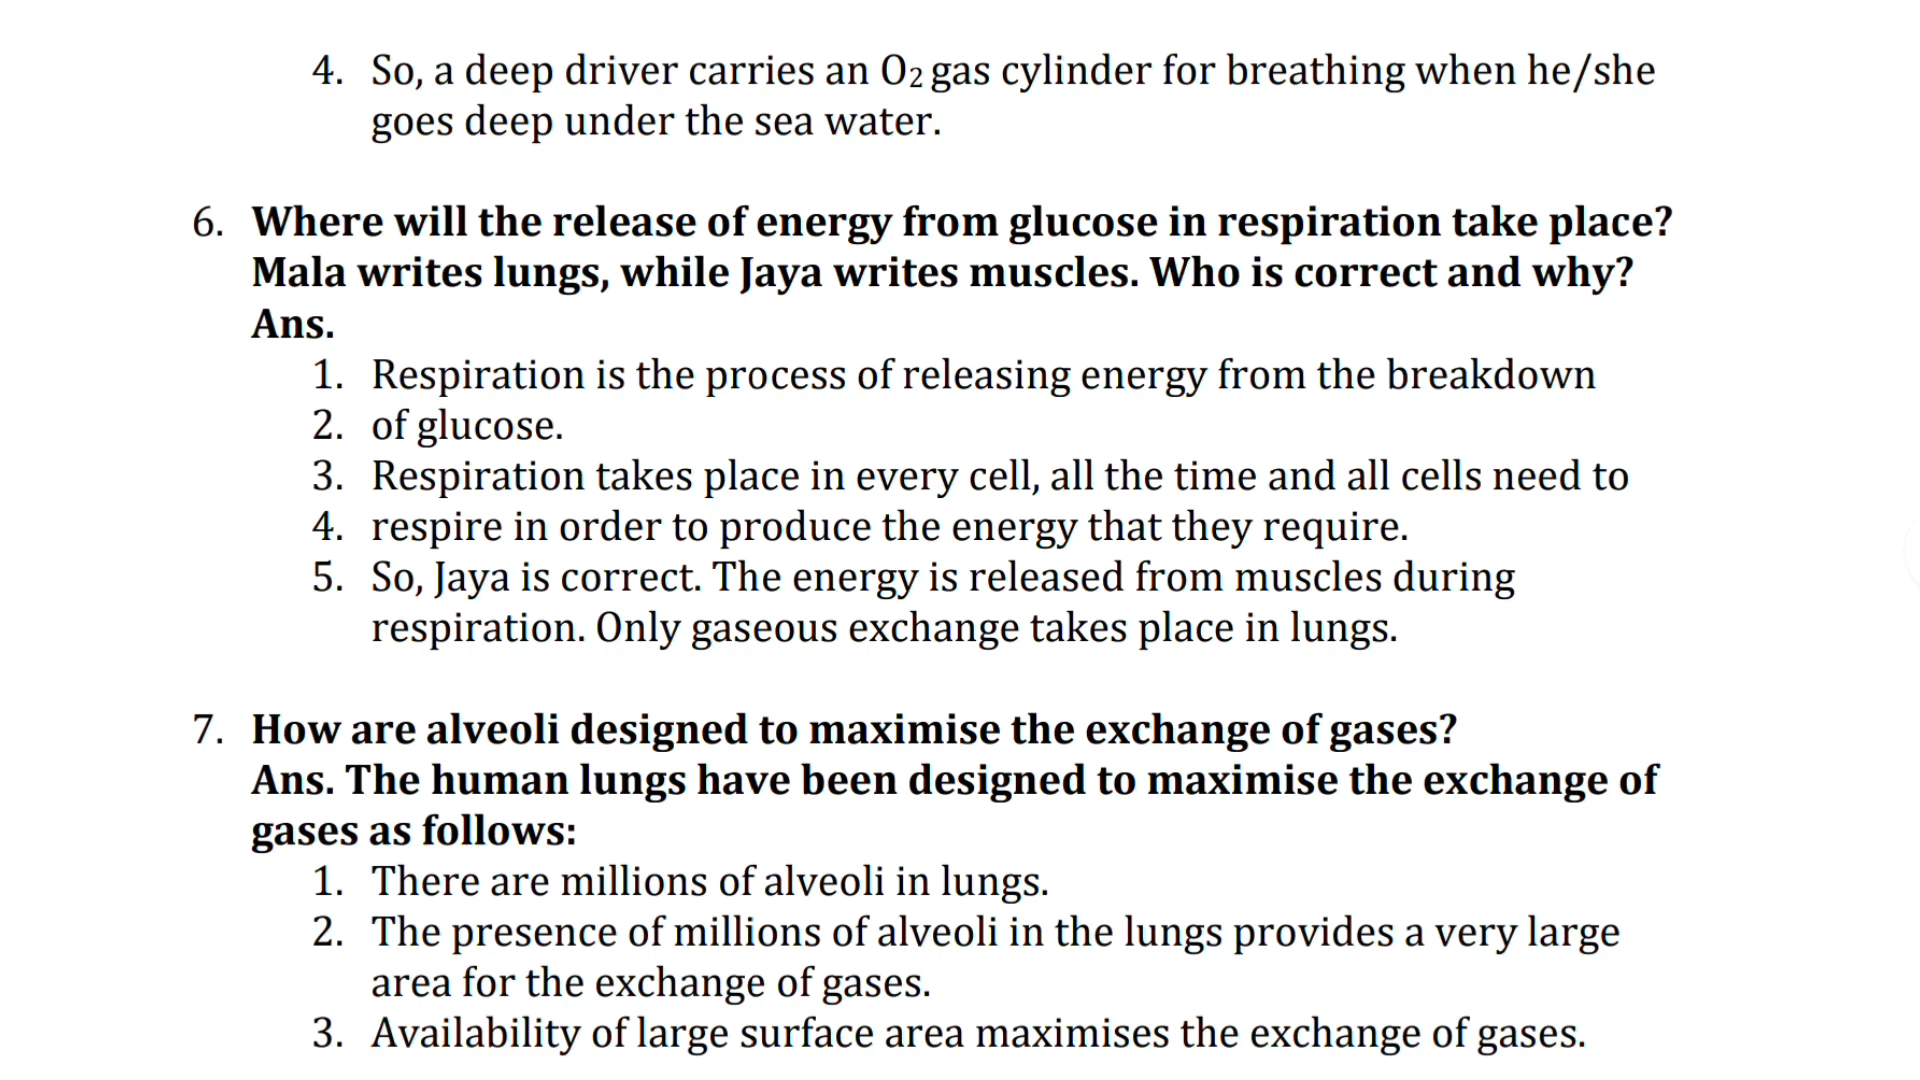 4. So, a deep driver carries an O2 gas cylinder for breathing when he/she
goes deep under the sea water.
6. Where will the release of energy from glucose in respiration take place?
Mala writes lungs, while Jaya writes muscles. Who is correct and why?
Ans.
1. Respiration is the process of releasing energy from the breakdown
2. of glucose.
3. Respiration takes place in every cell, all the time and all cells need to
4. respire in order to produce the energy that they require.
5. So, Jaya is correct. The energy is released from muscles during
respiration. Only gaseous exchange takes place in lungs.
7. How are alveoli designed to maximise the exchange of gases?
Ans. The human lungs have been designed to maximise the exchange of
gases as follows:
1. There are millions of alveoli in lungs.
2. The presence of millions of alveoli in the lungs provides a very large
area for the exchange of gases.
3. Availability of large surface area maximises the exchange of gases.